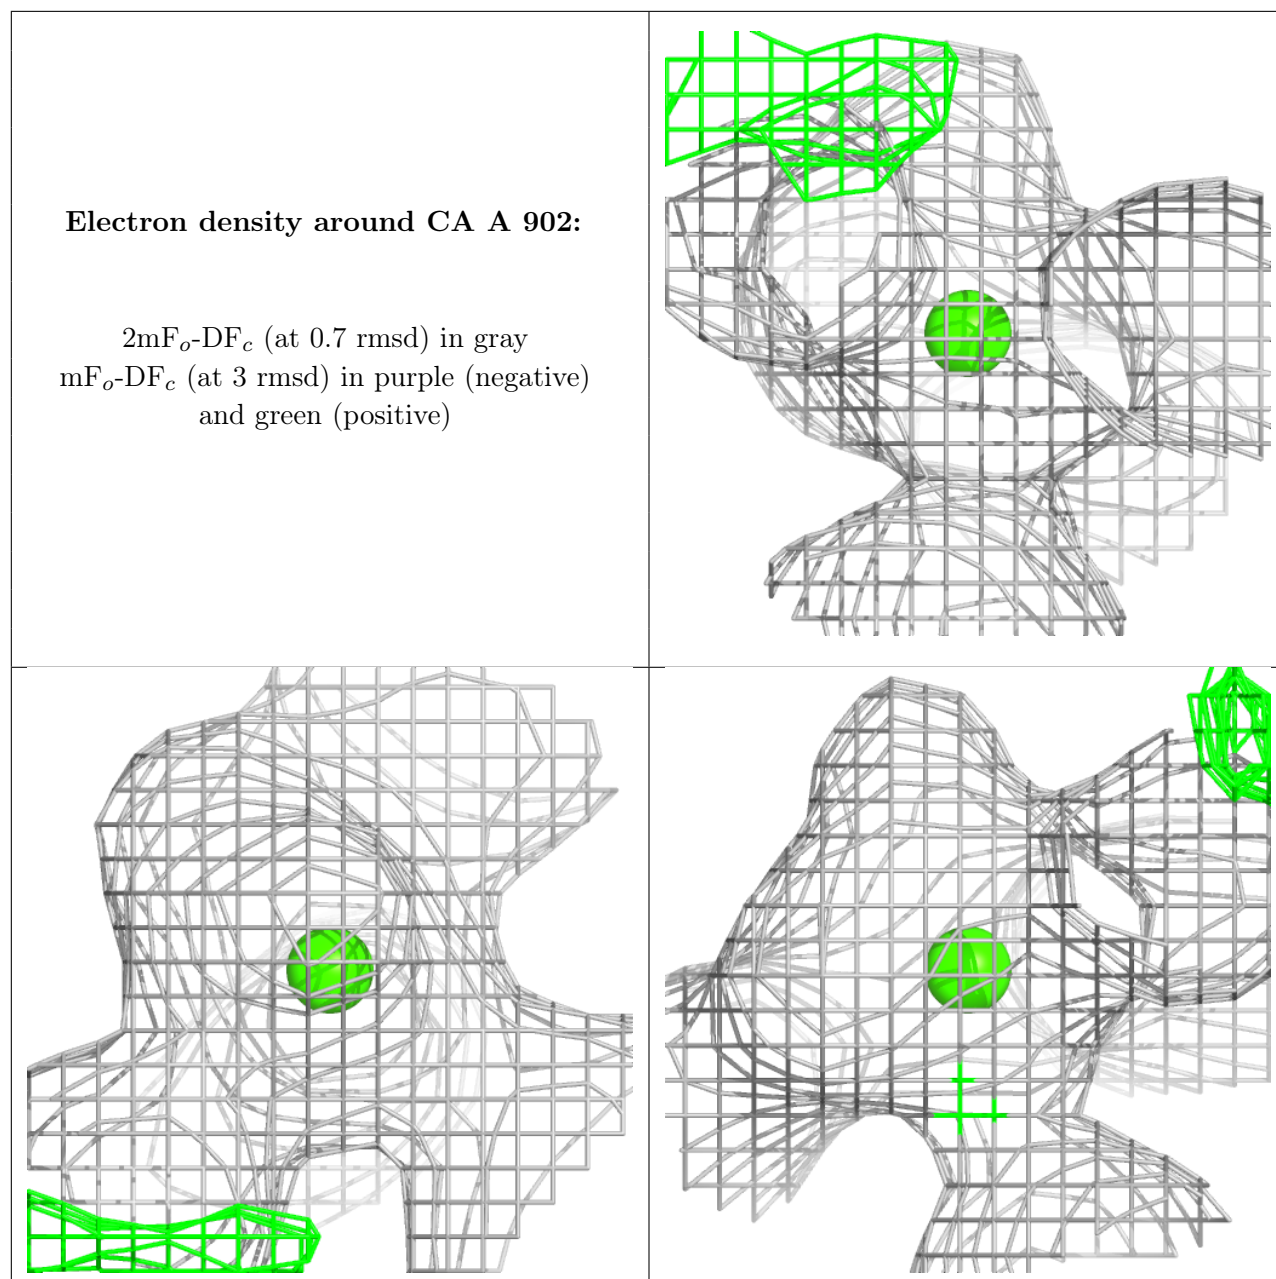 Electron density around CA A 902:
2mFₒ-DF𝒸 (at 0.7 rmsd) in gray
mFₒ-DF𝒸 (at 3 rmsd) in purple (negative)
and green (positive)